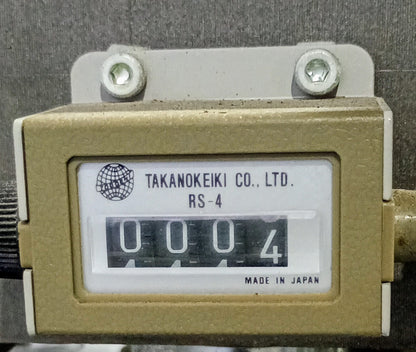 TAKANOKEIKI CO., LTD.
RS-4
0004
MADE IN JAPAN